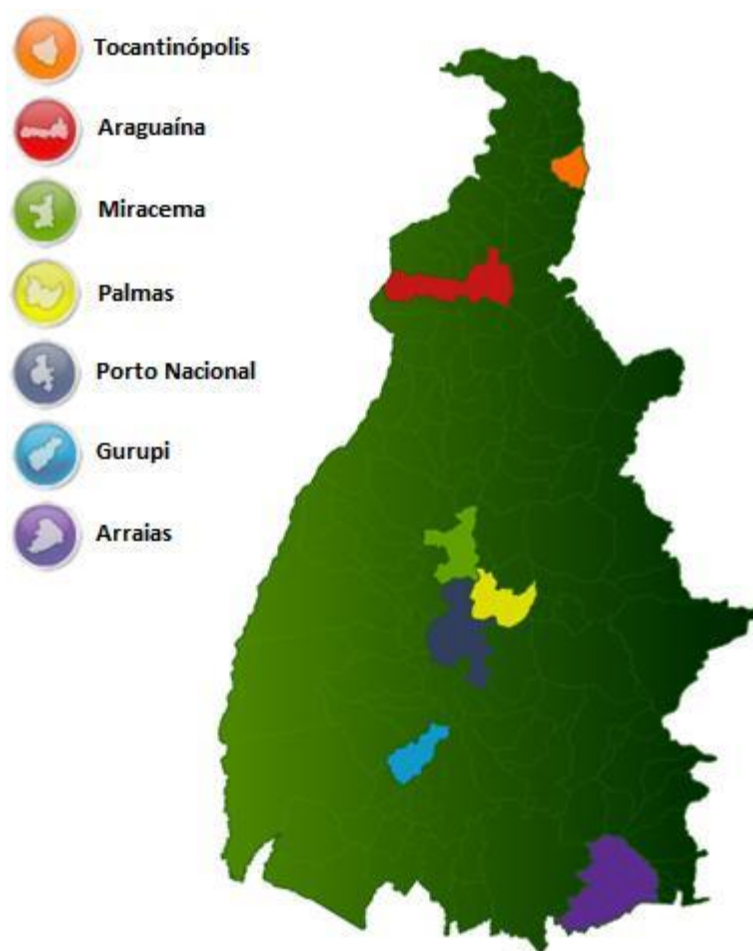 Tocantinópolis
Araguaína
Miracema
Palmas
Porto Nacional
Gurupi
Arraias